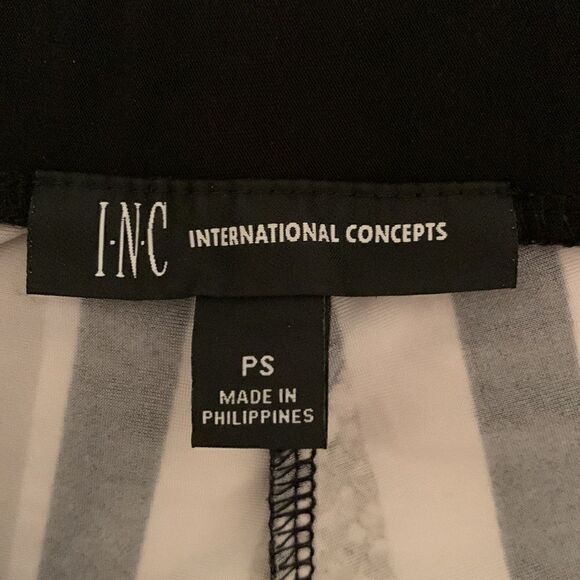 I·N·C INTERNATIONAL CONCEPTS
PS
MADE IN
PHILIPPINES